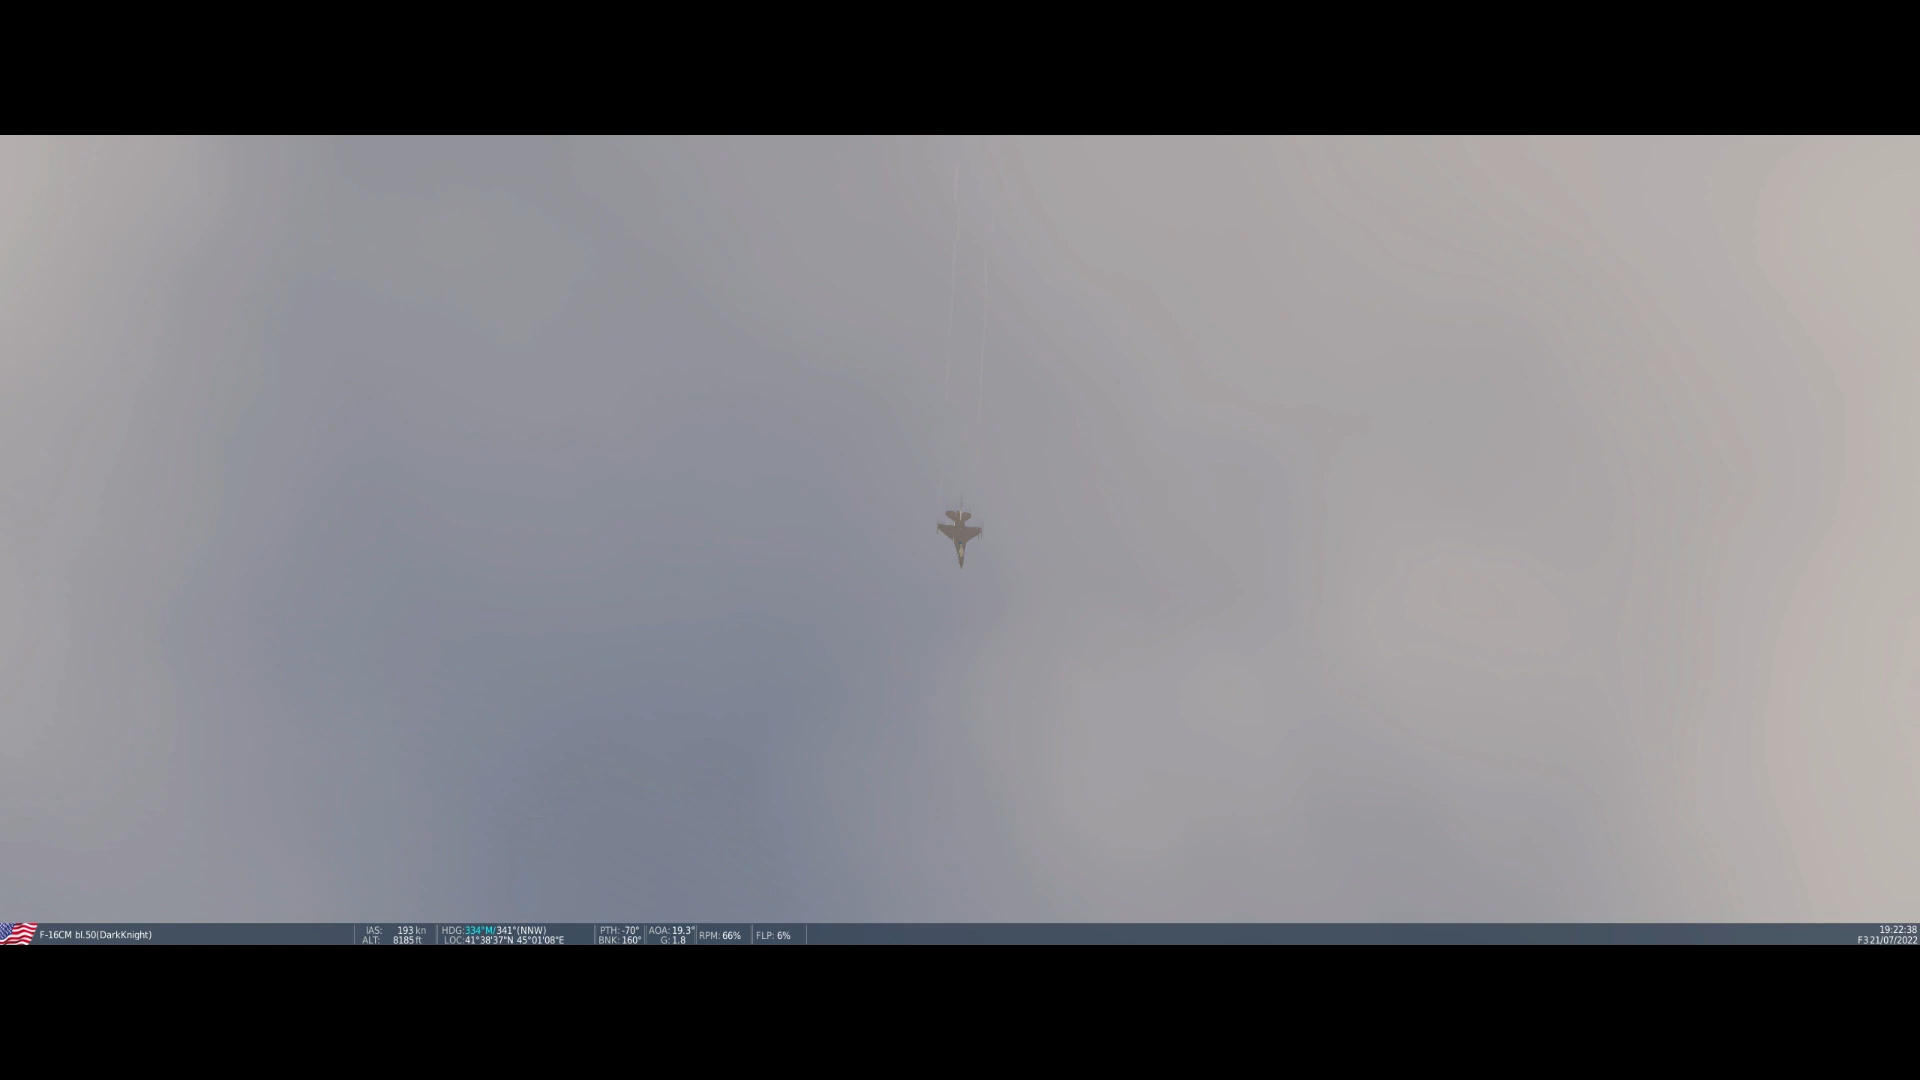 F-16CM bl.50(DarkKnight)
IAS: 193 kn HDG:334°M/341°(NNW) PTH: -70° AOA: 19.3° RPM: 66% FLP: 6% 19:22:38
ALT: 8185 ft LOC:41°38'37"N 45°01'08"E BNK: 160° G: 1.8 F3 21/07/2022